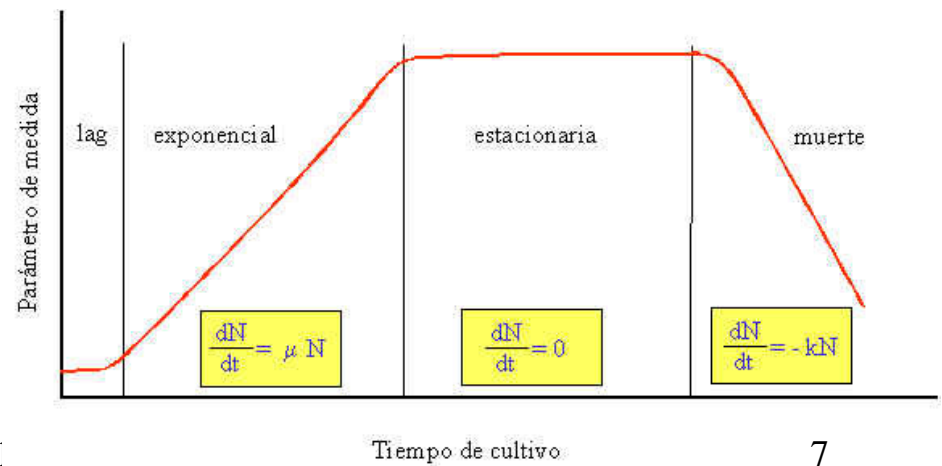 Parámetro de medida
lag
exponencial
estacionaria
muerte
dN/dt = μ N
dN/dt = 0
dN/dt = - kN
Tiempo de cultivo
7